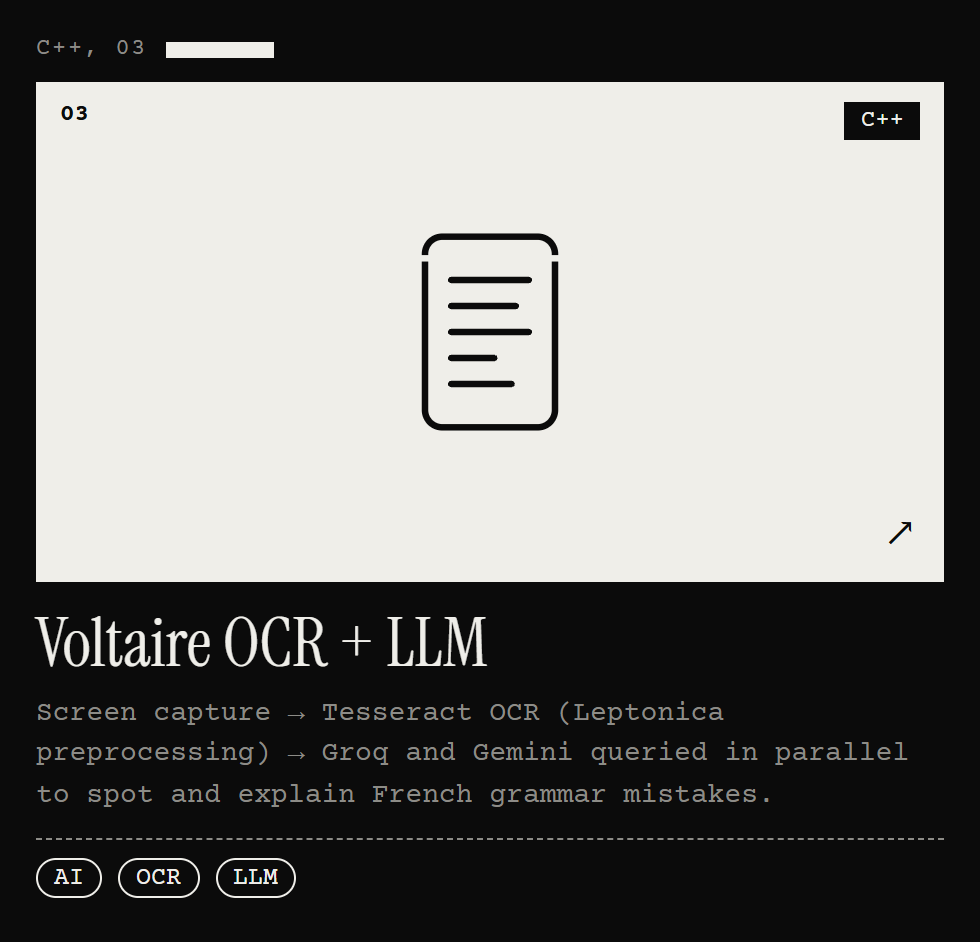 C++, 03
03
C++
↗
Voltaire OCR + LLM
Screen capture → Tesseract OCR (Leptonica
preprocessing) → Groq and Gemini queried in parallel
to spot and explain French grammar mistakes.
AI OCR LLM